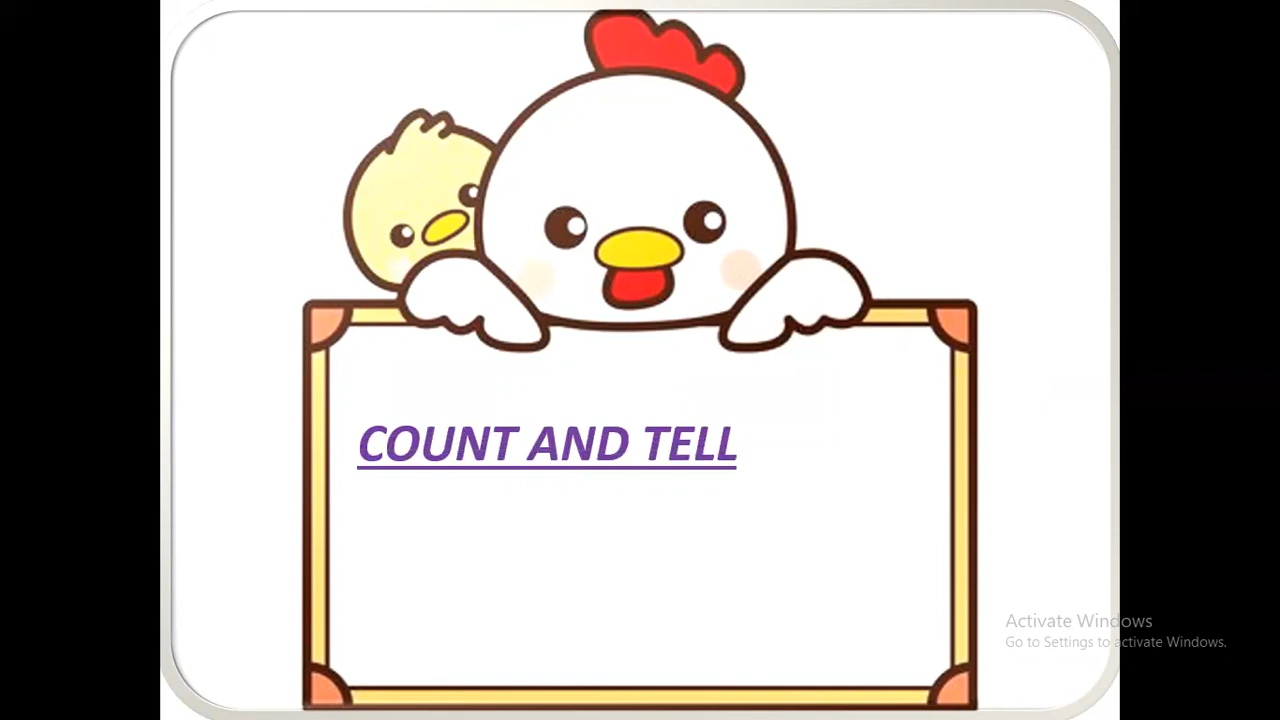 COUNT AND TELL
Activate Windows
Go to Settings to activate Windows.